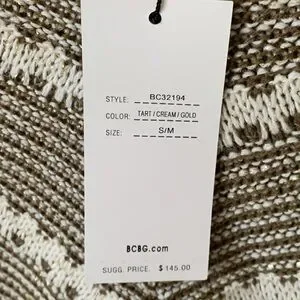 STYLE: BC32194
COLOR: TART / CREAM / GOLD
SIZE: S/M
BCBG.com
SUGG. PRICE. $ 145.00